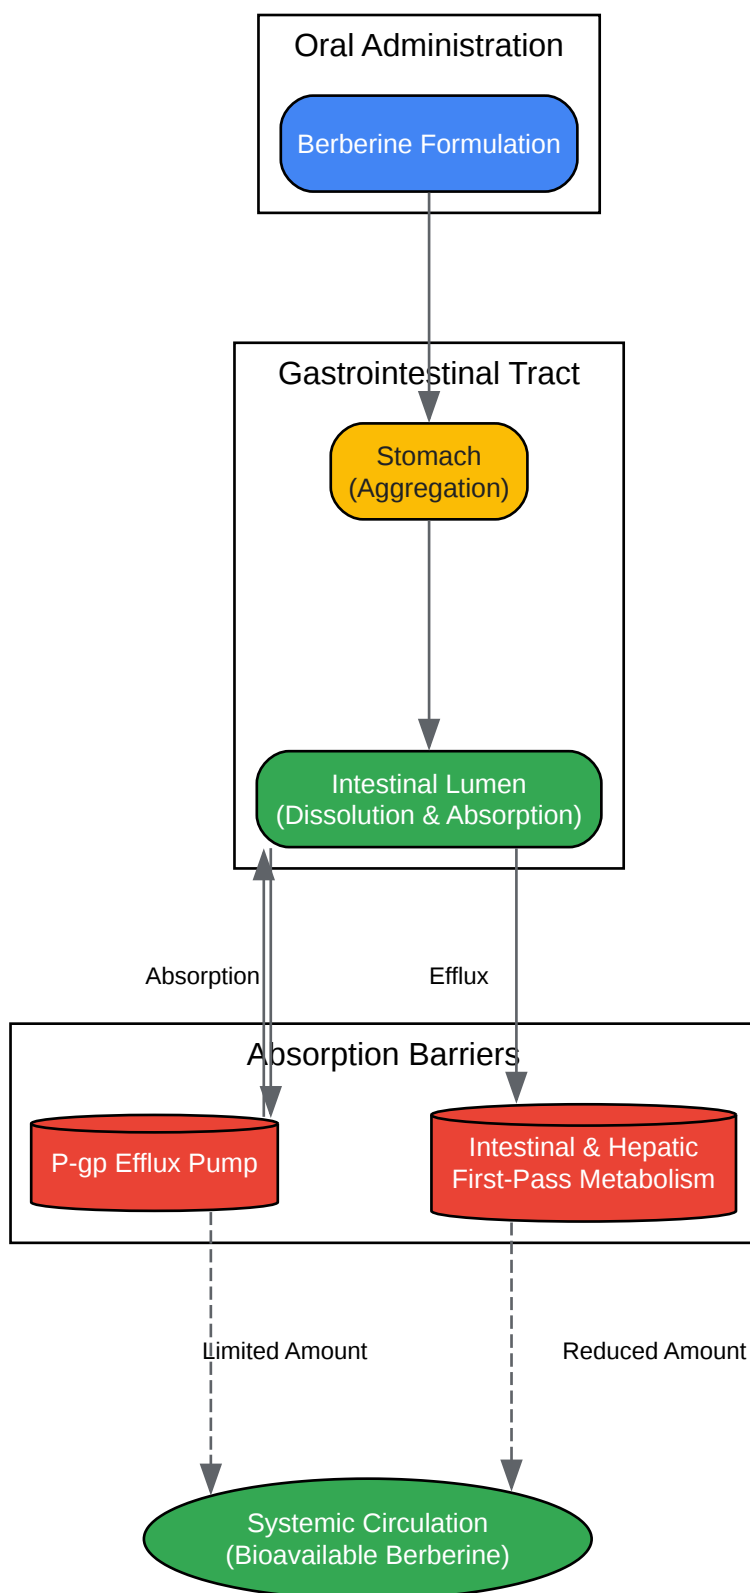 Oral Administration
Berberine Formulation
Gastrointestinal Tract
Stomach
(Aggregation)
Intestinal Lumen
(Dissolution & Absorption)
Absorption
Efflux
Absorption Barriers
P-gp Efflux Pump
Intestinal & Hepatic
First-Pass Metabolism
Limited Amount
Reduced Amount
Systemic Circulation
(Bioavailable Berberine)